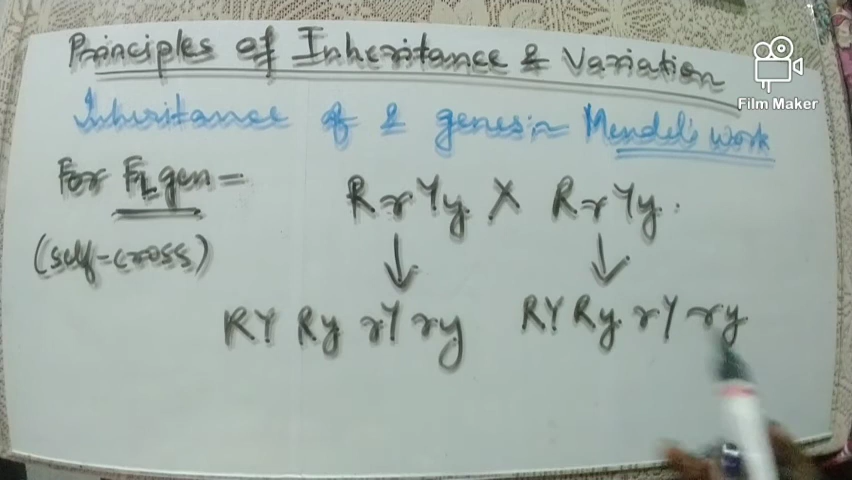 Principles of Inheritance & Variation
Film Maker
Inheritance of 2 genes in Mendel's work
For F2 gen =
(self-cross)
RrYy X RrYy.
RY Ry rY ry RY Ry rY ry